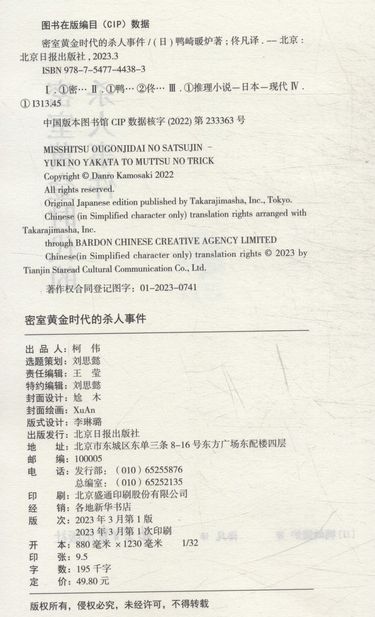 图书在版编目（CIP）数据
密室黄金时代的杀人事件 /（日）鸭崎暖炉著；佟凡译. -- 北京：
北京日报出版社，2023.3
ISBN 978-7-5477-4438-3
Ⅰ. ①密… Ⅱ. ①鸭… ②佟… Ⅲ. ①推理小说－日本－现代 Ⅳ.
①I313.45
中国版本图书馆 CIP 数据核字 (2022) 第 233363 号
MISSHITSU OUGONJIDAI NO SATSUJIN –
YUKI NO YAKATA TO MUTTSU NO TRICK
Copyright © Danro Kamosaki 2022
All rights reserved.
Original Japanese edition published by Takarajimasha, Inc., Tokyo.
Chinese (in Simplified character only) translation rights arranged with
Takarajimasha, Inc.
through BARDON CHINESE CREATIVE AGENCY LIMITED
Chinese(in Simplified character only) translation rights © 2023 by
Tianjin Staread Cultural Communication Co., Ltd.
著作权合同登记图字：01-2023-0741
密室黄金时代的杀人事件
出 品 人：柯 伟
选题策划：刘思懿
责任编辑：王 莹
特约编辑：刘思懿
封面设计：尬 木
封面绘画：XuAn
版式设计：李琳璐
出版发行：北京日报出版社
地 址：北京市东城区东单三条 8-16 号东方广场东配楼四层
邮 编：100005
电 话：发行部：（010）65255876
总编室：（010）65252135
印 刷：北京盛通印刷股份有限公司
经 销：各地新华书店
版 次：2023 年 3 月第 1 版
2023 年 3 月第 1 次印刷
开 本：880 毫米 × 1230 毫米 1/32
印 张：9.5
字 数：195 千字
定 价：49.80 元
版权所有，侵权必究，未经许可，不得转载